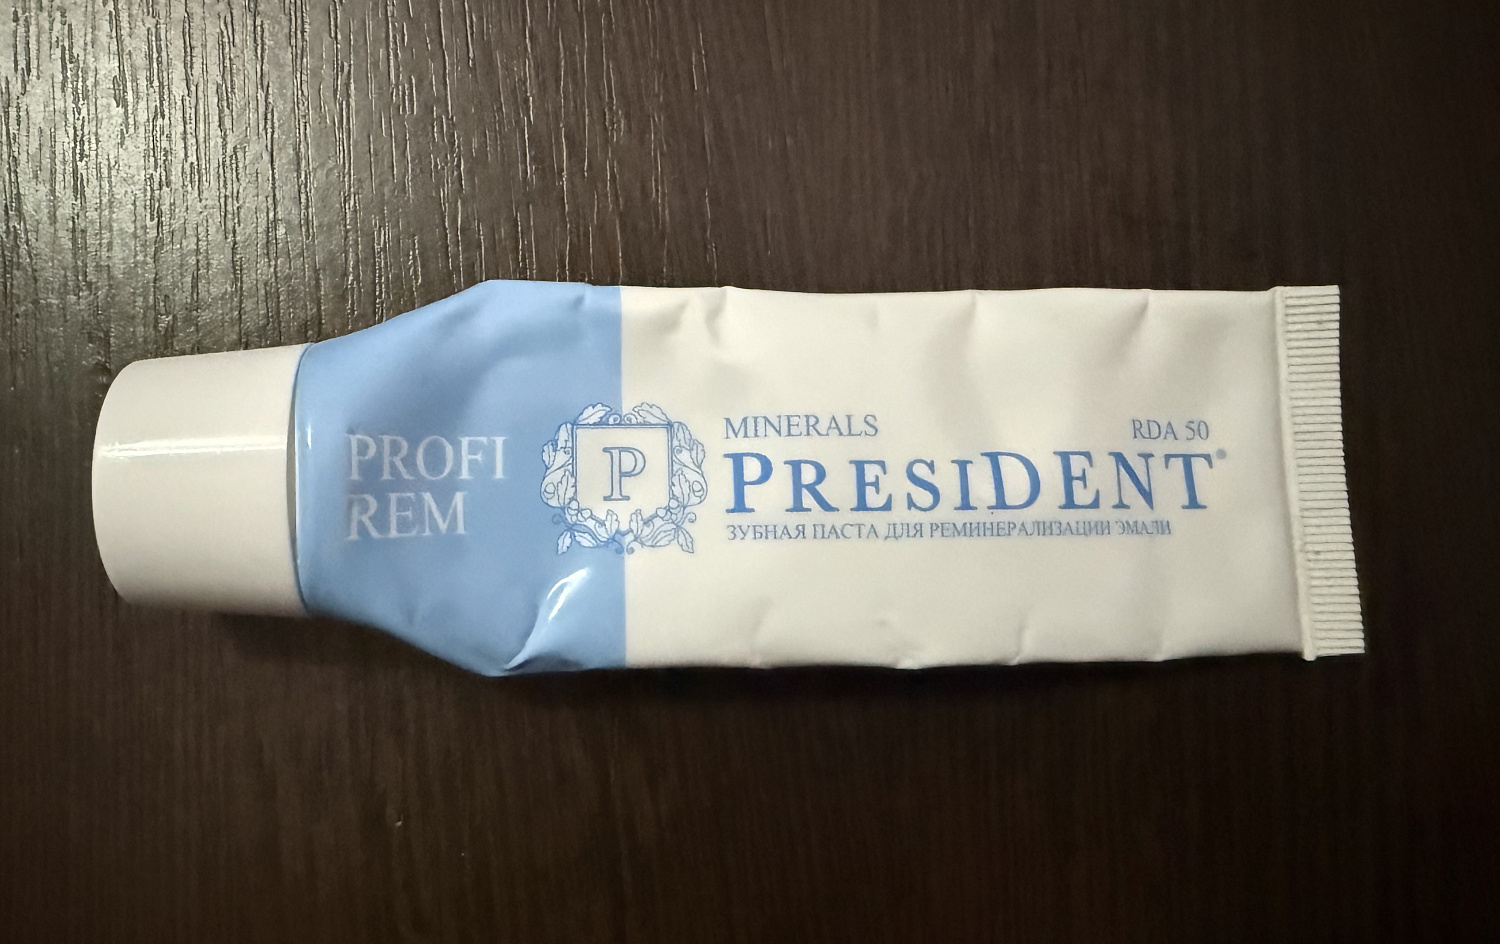 PROFI
REM
P
MINERALS
RDA 50
PRESIDENT®
ЗУБНАЯ ПАСТА ДЛЯ РЕМИНЕРАЛИЗАЦИИ ЭМАЛИ